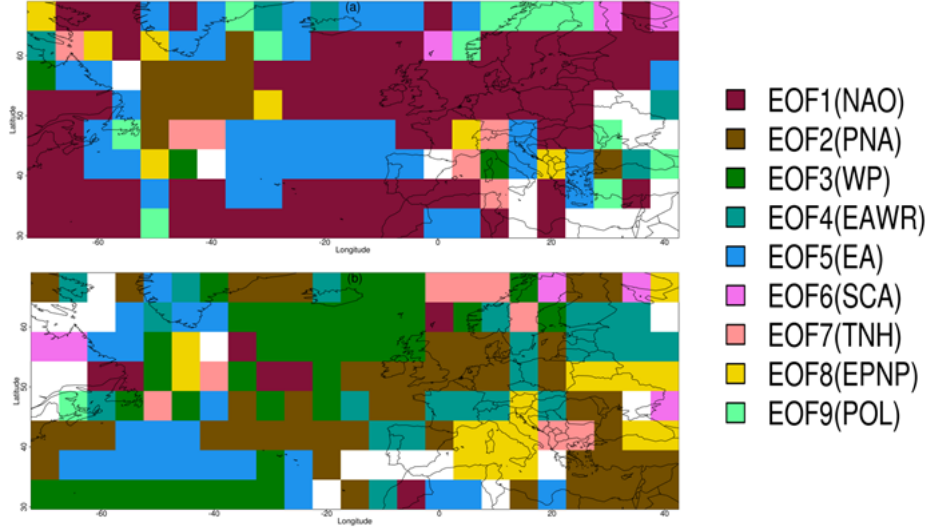 (a)
60
50
40
30
Latitude
-60
-40
-20
0
20
40
Longitude
(b)
60
50
40
30
Latitude
-60
-40
-20
0
20
40
Longitude
EOF1(NAO)
EOF2(PNA)
EOF3(WP)
EOF4(EAWR)
EOF5(EA)
EOF6(SCA)
EOF7(TNH)
EOF8(EPNP)
EOF9(POL)